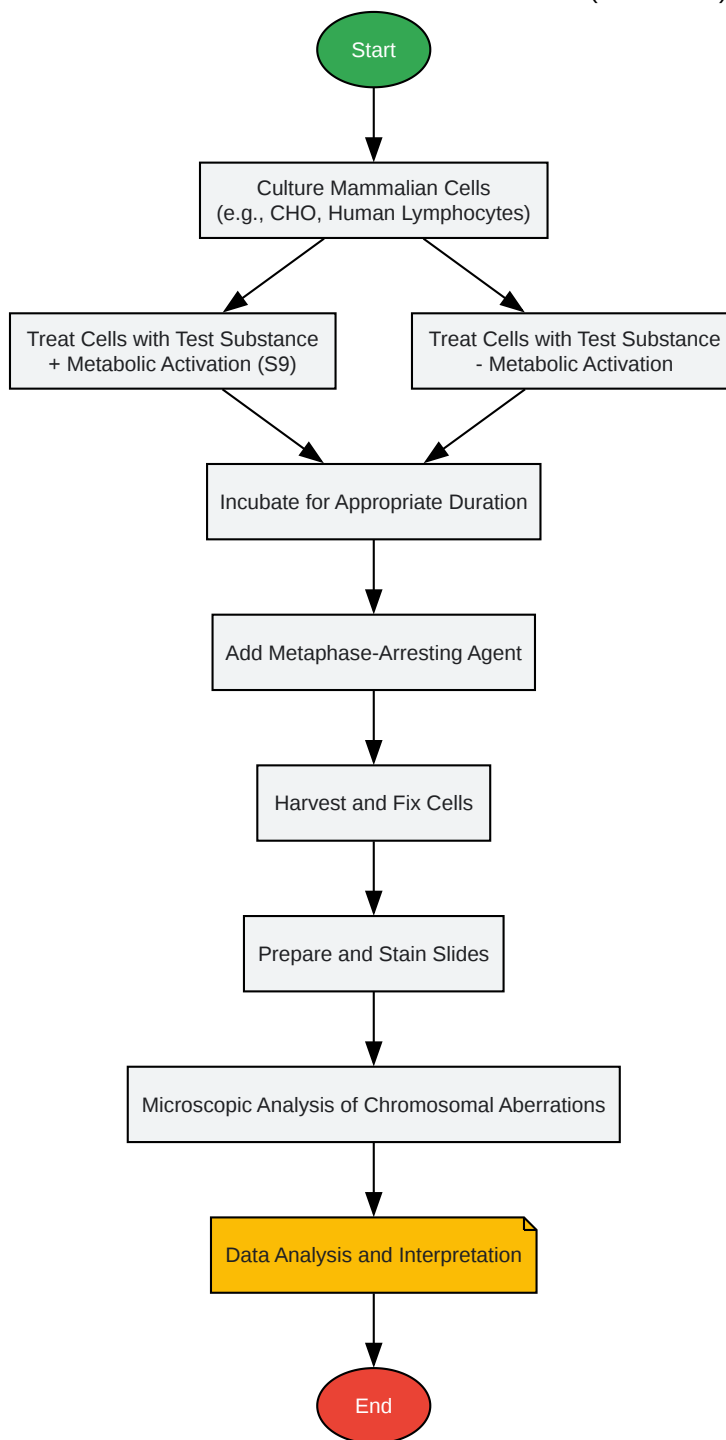 Start
Culture Mammalian Cells
(e.g., CHO, Human Lymphocytes)
Treat Cells with Test Substance
+ Metabolic Activation (S9)
Treat Cells with Test Substance
- Metabolic Activation
Incubate for Appropriate Duration
Add Metaphase-Arresting Agent
Harvest and Fix Cells
Prepare and Stain Slides
Microscopic Analysis of Chromosomal Aberrations
Data Analysis and Interpretation
End